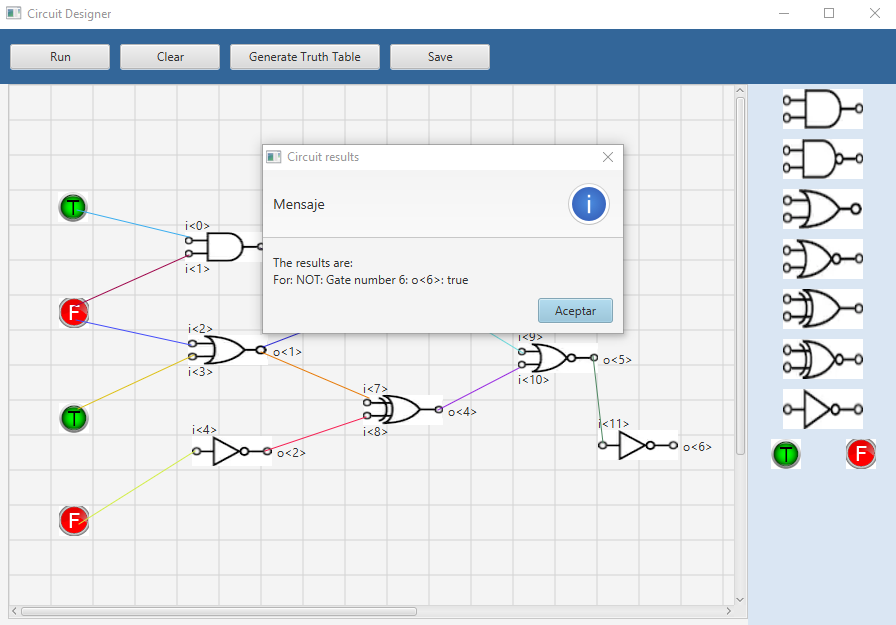 Circuit Designer
Run
Clear
Generate Truth Table
Save
Circuit results
Mensaje
i
The results are:
For: NOT: Gate number 6: o<6>: true
Aceptar
T
i<0>
i<1>
F
i<2>
i<3>
o<1>
i<9>
i<10>
o<5>
T
i<7>
i<8>
o<4>
i<4>
o<2>
i<11>
o<6>
F
T
F